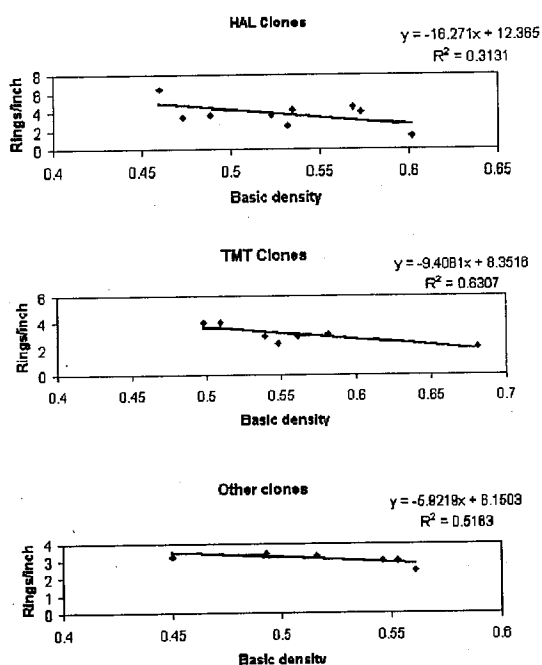 HAL Clones
y = -16.271x + 12.365
R² = 0.3131
Rings/inch
8
6
4
2
0
0.4 0.45 0.5 0.55 0.6 0.65
Basic density
TMT Clones
y = -9.4081x + 8.3516
R² = 0.6307
Rings/inch
6
4
2
0
0.4 0.45 0.5 0.55 0.6 0.65 0.7
Basic density
Other clones
y = -5.8219x + 6.1503
R² = 0.5163
Rings/inch
4
3
2
1
0
0.4 0.45 0.5 0.55 0.6
Basic density